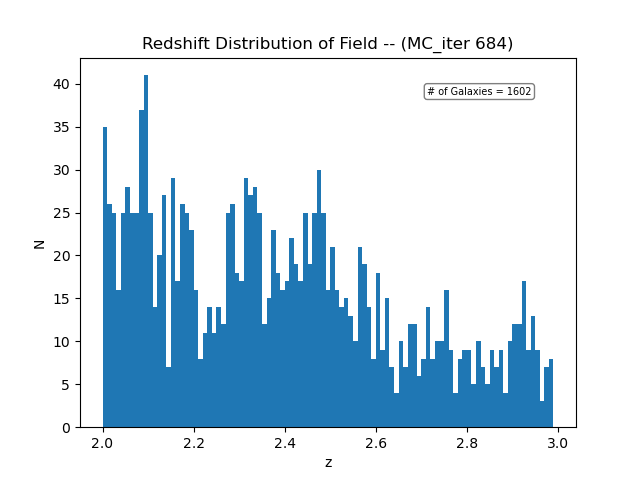 Redshift Distribution of Field -- (MC_iter 684)
# of Galaxies = 1602
40
35
30
25
20
15
10
5
0
N
2.0 2.2 2.4 2.6 2.8 3.0
z